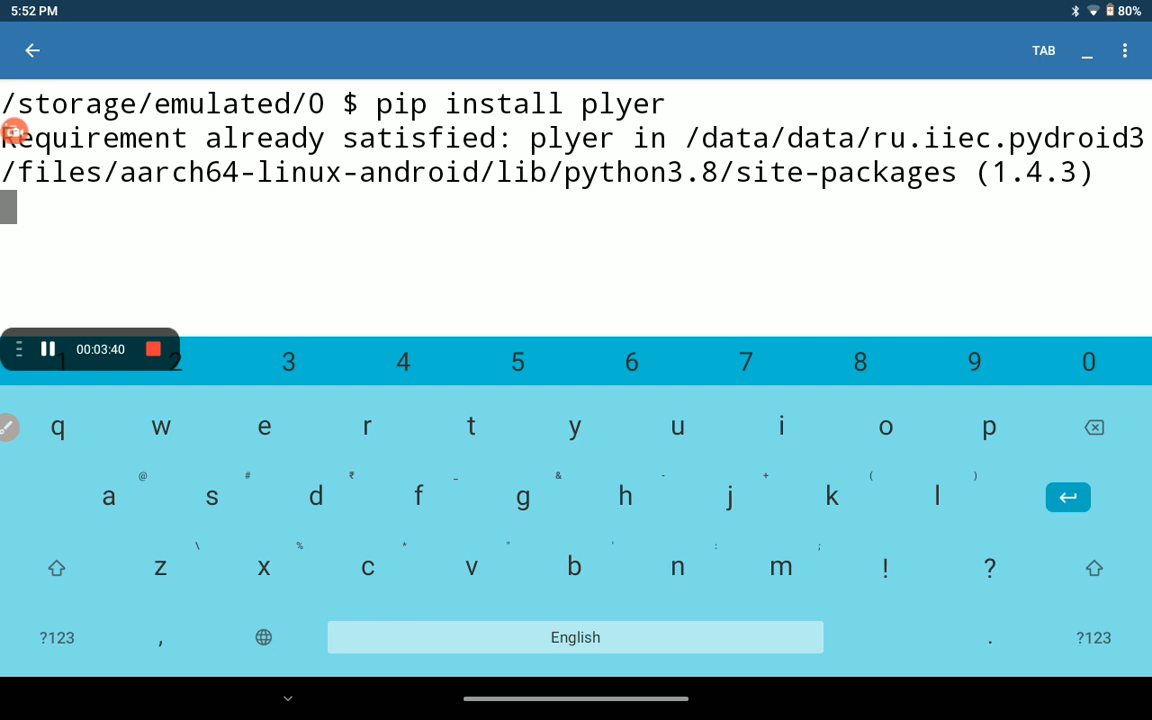 5:52 PM
80%
TAB
/storage/emulated/0 $ pip install plyer
Requirement already satisfied: plyer in /data/data/ru.iiec.pydroid3
/files/aarch64-linux-android/lib/python3.8/site-packages (1.4.3)
00:03:40
1 2 3 4 5 6 7 8 9 0
q w e r t y u i o p
@ # ₹ _ & - + ( )
a s d f g h j k l
\ % * " ' : ;
z x c v b n m ! ?
?123 , English . ?123